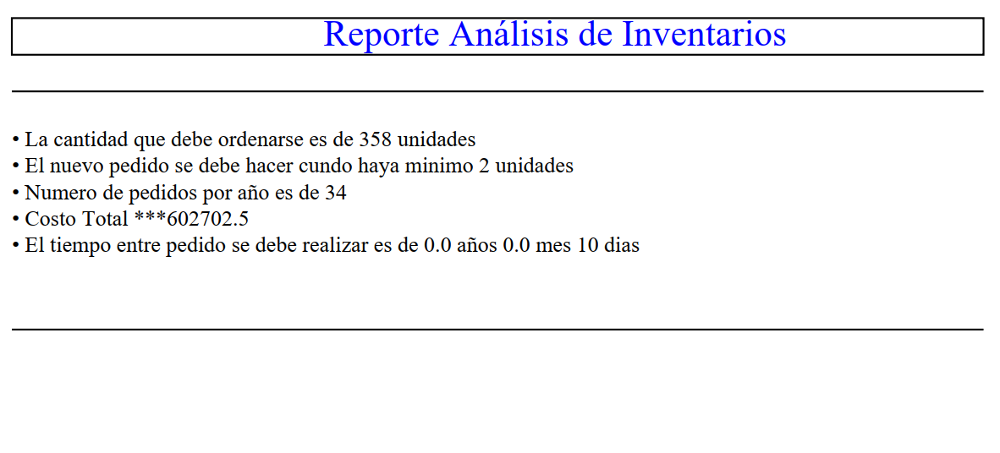 Reporte Análisis de Inventarios
• La cantidad que debe ordenarse es de 358 unidades
• El nuevo pedido se debe hacer cundo haya minimo 2 unidades
• Numero de pedidos por año es de 34
• Costo Total ***602702.5
• El tiempo entre pedido se debe realizar es de 0.0 años 0.0 mes 10 dias